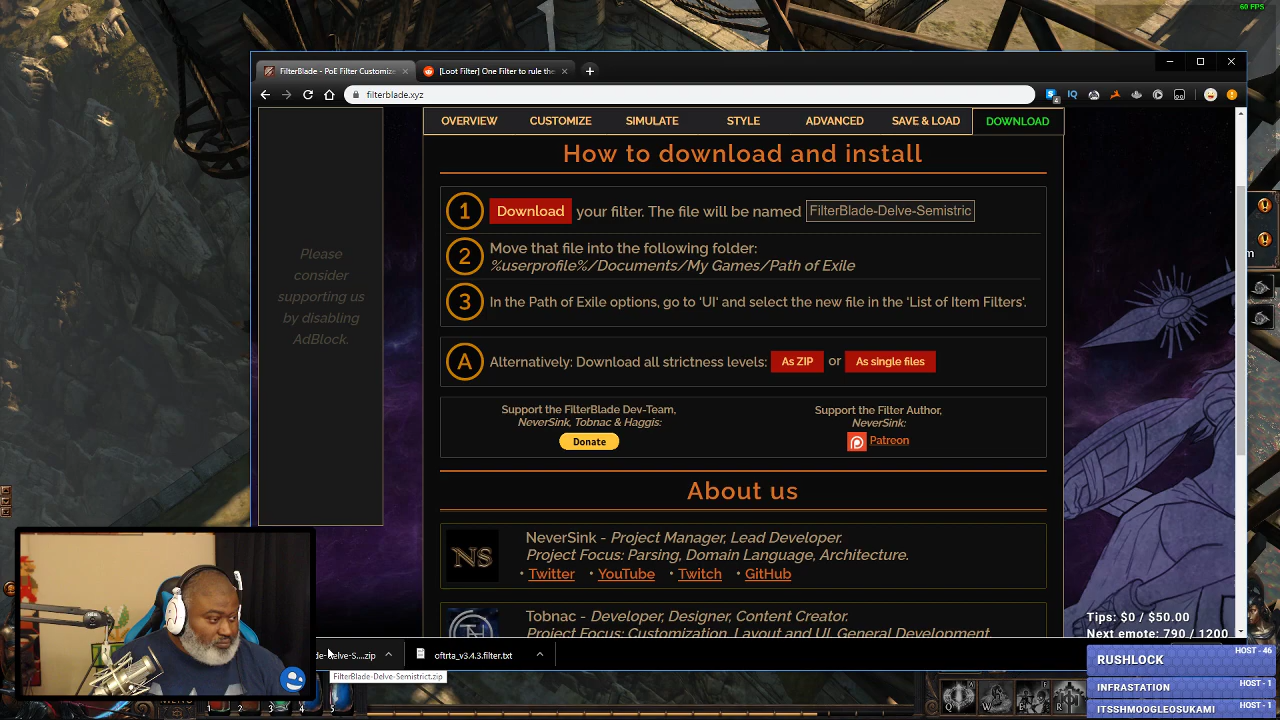 60 FPS
FilterBlade - PoE Filter Customize
[Loot Filter] One Filter to rule the
filterblade.xyz
OVERVIEW CUSTOMIZE SIMULATE STYLE ADVANCED SAVE & LOAD DOWNLOAD
How to download and install
1 Download your filter. The file will be named FilterBlade-Delve-Semistric
2 Move that file into the following folder:
%userprofile%/Documents/My Games/Path of Exile
3 In the Path of Exile options, go to 'UI' and select the new file in the 'List of Item Filters'.
Please
consider
supporting us
by disabling
AdBlock.
A Alternatively: Download all strictness levels: As ZIP or As single files
Support the FilterBlade Dev-Team,
NeverSink, Tobnac & Haggis:
Donate
Support the Filter Author,
NeverSink:
Patreon
About us
NS
NeverSink - Project Manager, Lead Developer.
Project Focus: Parsing, Domain Language, Architecture.
• Twitter • YouTube • Twitch • GitHub
Tobnac - Developer, Designer, Content Creator.
Project Focus: Customization, Layout and UI, General Development
de-Delve-S....zip
oftrta_v3.4.3.filter.txt
FilterBlade-Delve-Semistrict.zip
Tips: $0 / $50.00
Next emote: 790 / 1200
RUSHLOCK HOST - 46
INFRASTATION HOST - 1
ITSSHMOOGLEOSUKAMI HOST - 1